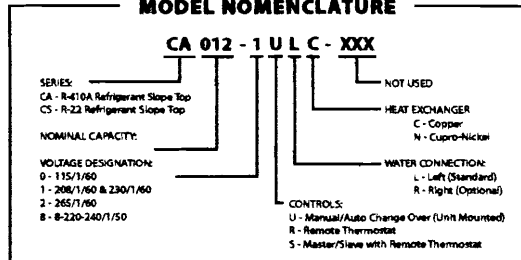 MODEL NOMENCLATURE
CA 012 - 1 U L C - XXX
SERIES:
CA - R-410A Refrigerant Slope Top
CS - R-22 Refrigerant Slope Top
NOMINAL CAPACITY:
VOLTAGE DESIGNATION:
0 - 115/1/60
1 - 208/1/60 & 230/1/60
2 - 265/1/60
8 - 8-220-240/1/50
NOT USED
HEAT EXCHANGER
C - Copper
N - Cupro-Nickel
WATER CONNECTION:
L - Left (Standard)
R - Right (Optional)
CONTROLS:
U - Manual/Auto Change Over (Unit Mounted)
R - Remote Thermostat
S - Master/Slave with Remote Thermostat